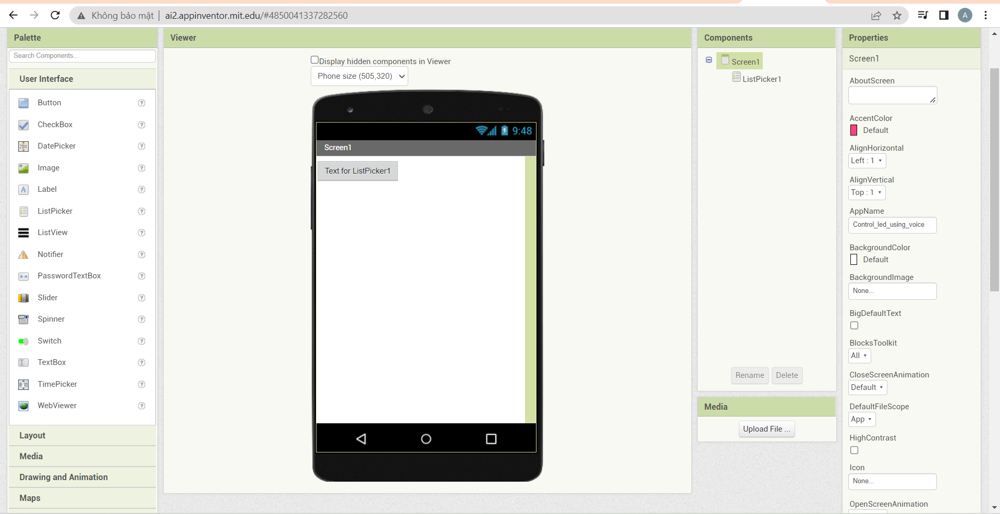 Không bảo mật
ai2.appinventor.mit.edu/#4850041337282560
A
Palette
Search Components...
User Interface
Button
?
CheckBox
?
DatePicker
?
Image
?
Label
?
ListPicker
?
ListView
?
Notifier
?
PasswordTextBox
?
Slider
?
Spinner
?
Switch
?
TextBox
?
TimePicker
?
WebViewer
?
Layout
Media
Drawing and Animation
Maps
Viewer
Display hidden components in Viewer
Phone size (505,320)
9:48
Screen1
Text for ListPicker1
Components
Screen1
ListPicker1
Rename
Delete
Media
Upload File ...
Properties
Screen1
AboutScreen
AccentColor
Default
AlignHorizontal
Left : 1
AlignVertical
Top : 1
AppName
Control_led_using_voice
BackgroundColor
Default
BackgroundImage
None...
BigDefaultText
BlocksToolkit
All
CloseScreenAnimation
Default
DefaultFileScope
App
HighContrast
Icon
None...
OpenScreenAnimation